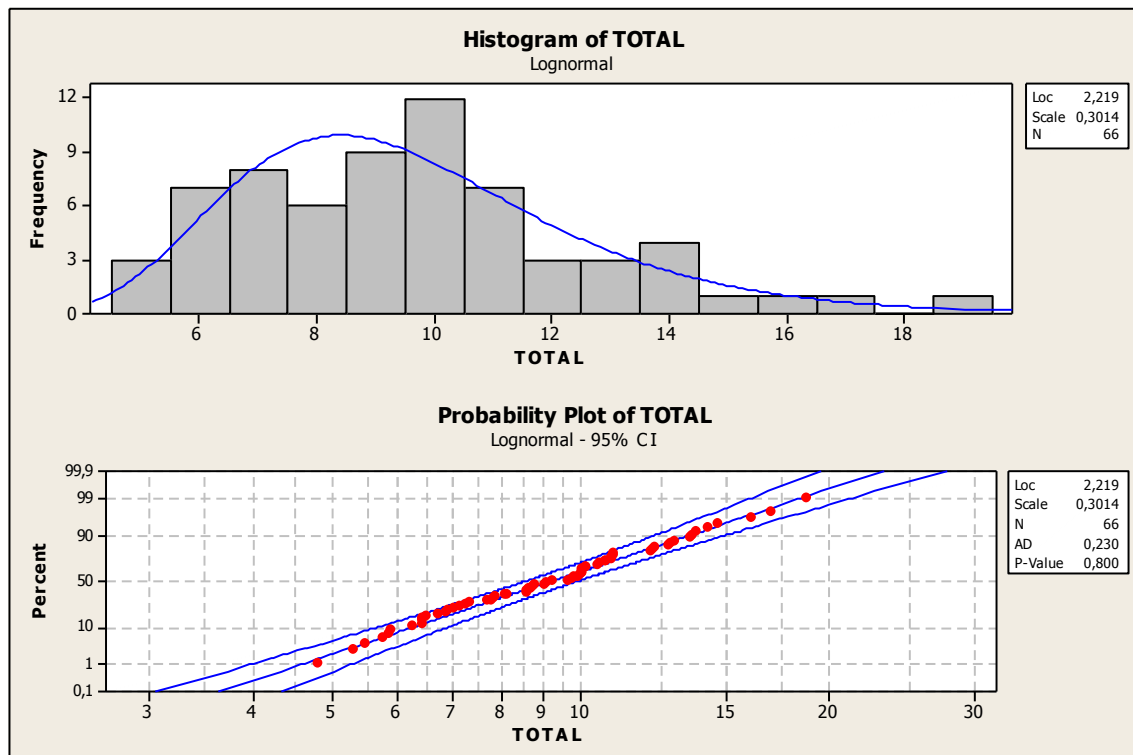 Histogram of TOTAL
Lognormal
Frequency
12
9
6
3
0
6 8 10 12 14 16 18
TOTAL
Loc 2,219
Scale 0,3014
N 66
Probability Plot of TOTAL
Lognormal - 95% CI
Percent
99,9
99
90
50
10
1
0,1
3 4 5 6 7 8 9 10 15 20 30
TOTAL
Loc 2,219
Scale 0,3014
N 66
AD 0,230
P-Value 0,800